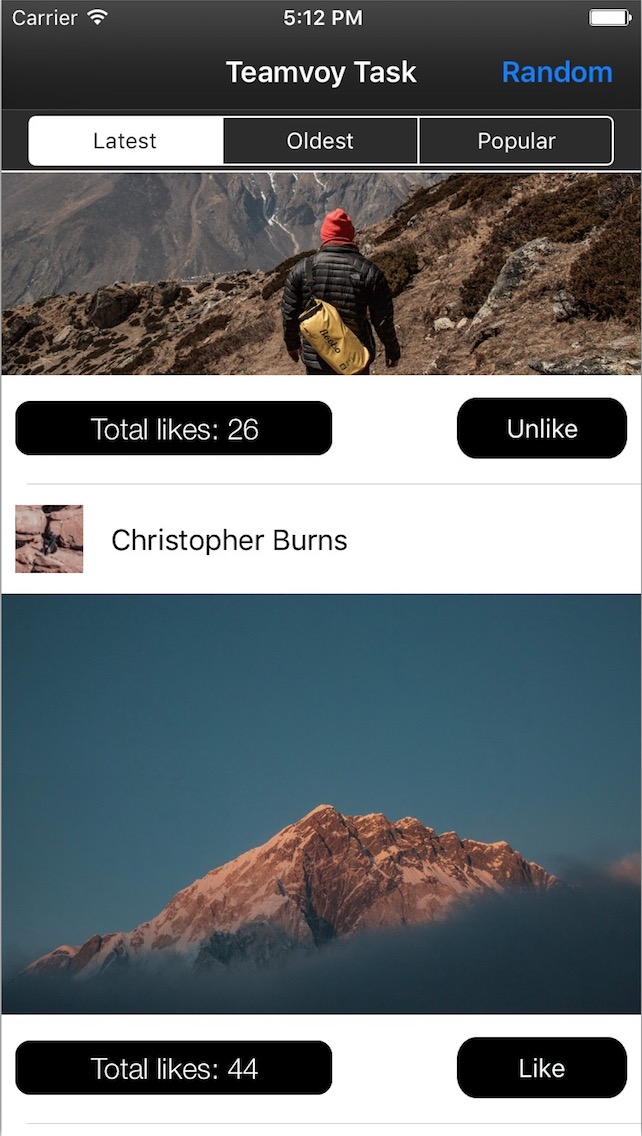 Carrier 5:12 PM
Teamvoy Task Random
Latest Oldest Popular
Total likes: 26 Unlike
Christopher Burns
Total likes: 44 Like